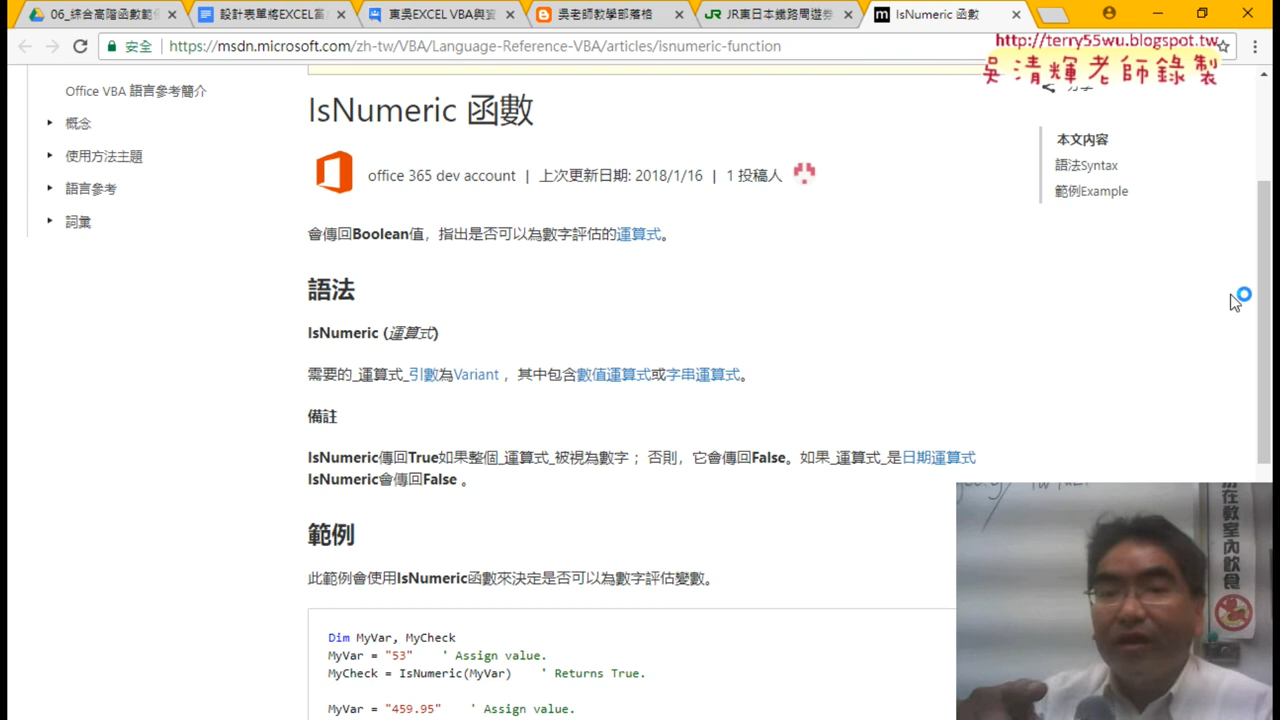 06_綜合高階函數範
設計表單將EXCEL當
東吳EXCEL VBA與資
吳老師教學部落格
JR東日本鐵路周遊券
IsNumeric 函數
安全
https://msdn.microsoft.com/zh-tw/VBA/Language-Reference-VBA/articles/isnumeric-function
http://terry55wu.blogspot.tw
吳清輝老師錄製
分享
Office VBA 語言參考簡介
概念
使用方法主題
語言參考
詞彙
IsNumeric 函數
office 365 dev account | 上次更新日期: 2018/1/16 | 1 投稿人
本文內容
語法Syntax
範例Example
會傳回Boolean值，指出是否可以為數字評估的運算式。
語法
IsNumeric (運算式)
需要的_運算式_引數為Variant ，其中包含數值運算式或字串運算式。
備註
IsNumeric傳回True如果整個_運算式_被視為數字 ；否則，它會傳回False。如果_運算式_是日期運算式
IsNumeric會傳回False 。
範例
此範例會使用IsNumeric函數來決定是否可以為數字評估變數。
Dim MyVar, MyCheck
MyVar = "53" ' Assign value.
MyCheck = IsNumeric(MyVar) ' Returns True.
MyVar = "459.95" ' Assign value.
在教室內飲食